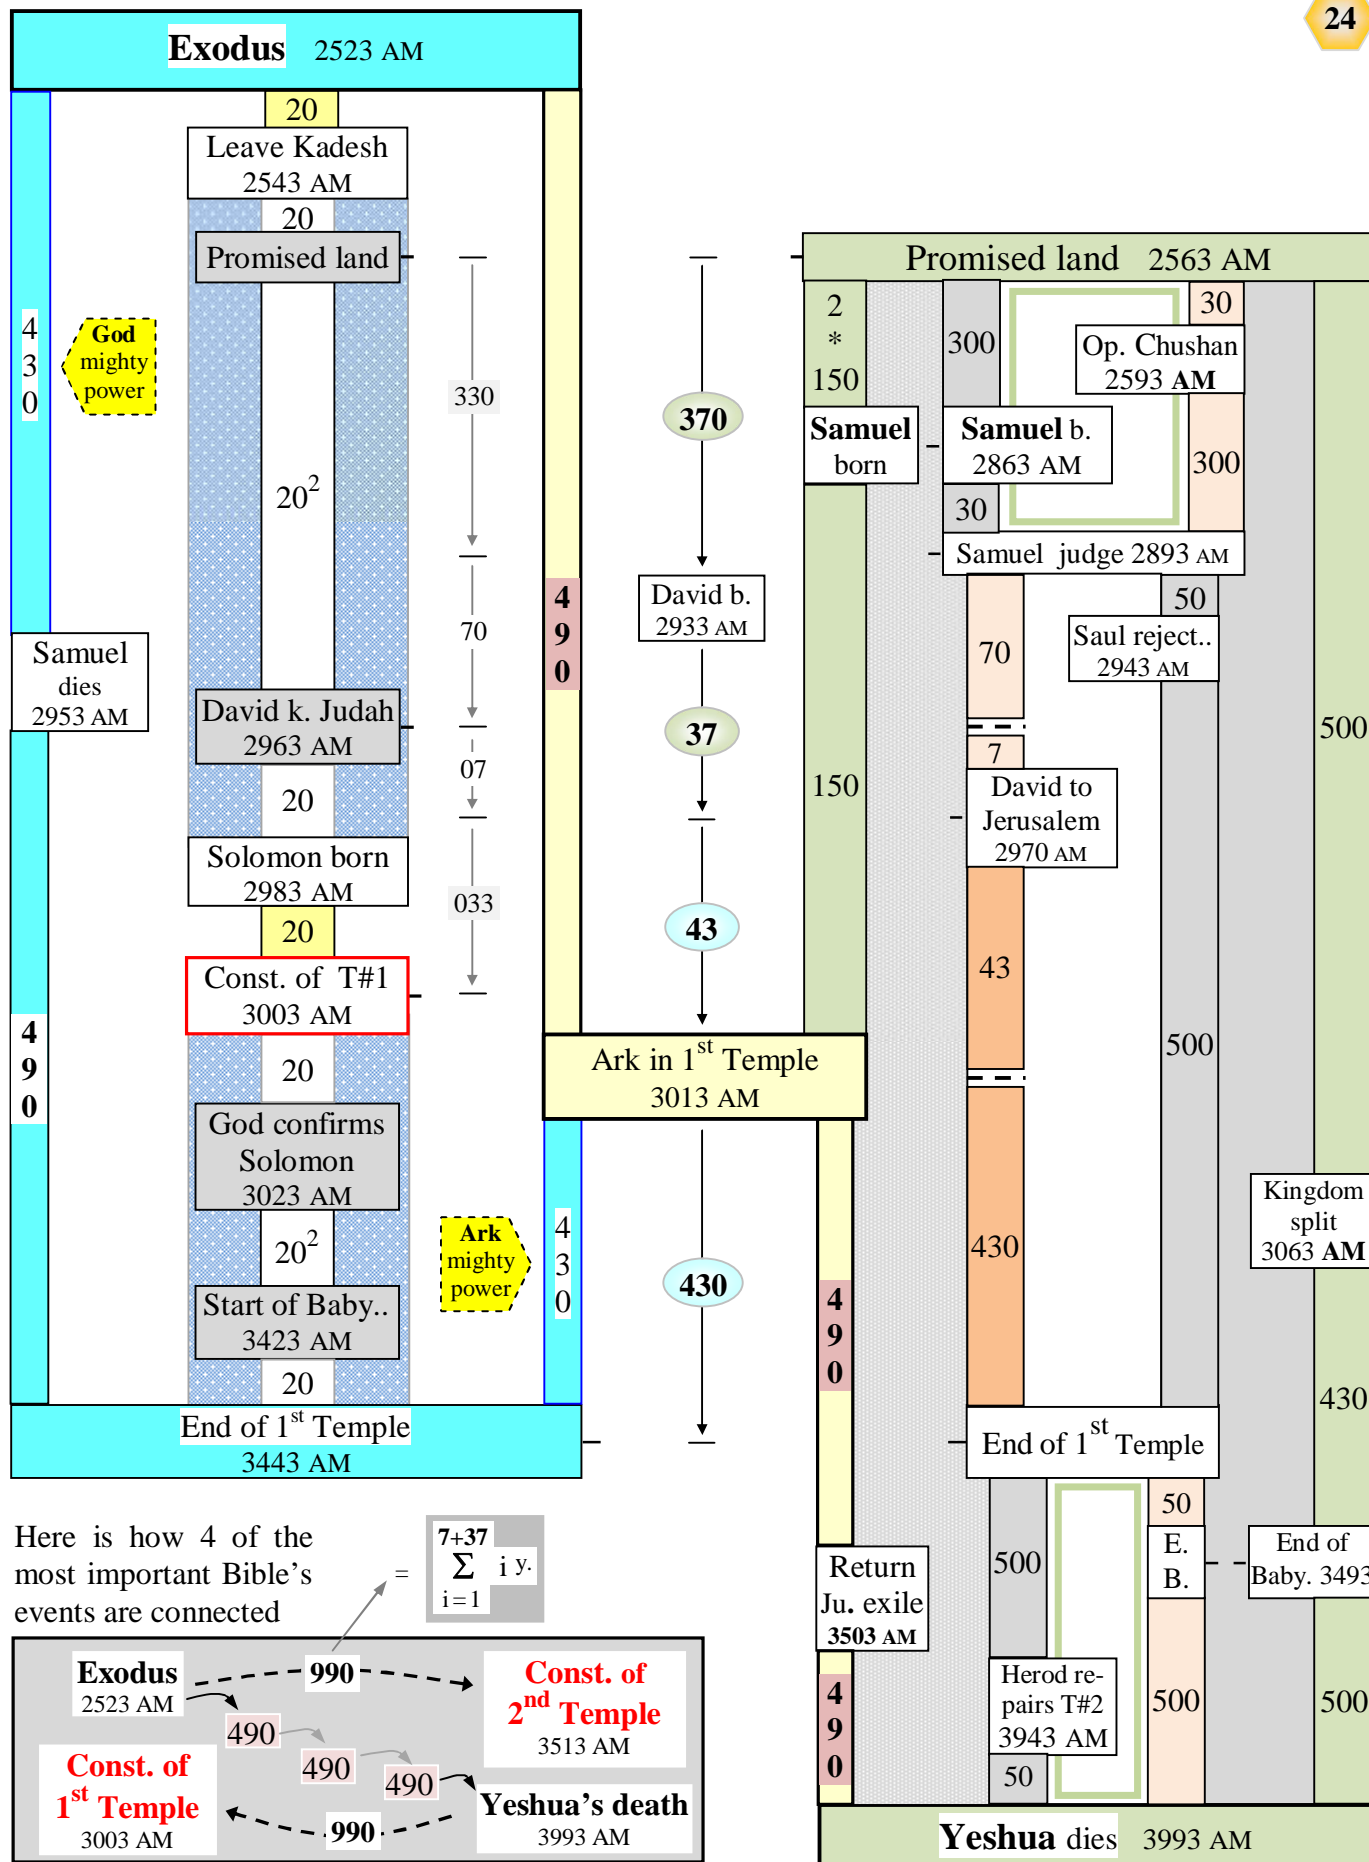 24
Exodus 2523 AM
20
Leave Kadesh
2543 AM
20
Promised land
4
3
0
God
mighty
power
20²
330
70
David k. Judah
2963 AM
07
20
Samuel
dies
2953 AM
Solomon born
2983 AM
033
20
Const. of T#1
3003 AM
4
9
0
20
God confirms
Solomon
3023 AM
20²
Start of Baby..
3423 AM
20
End of 1st Temple
3443 AM
4
9
0
370
David b.
2933 AM
37
43
Ark in 1st Temple
3013 AM
Ark
mighty
power
4
3
0
430
Promised land 2563 AM
2
*
150
300
30
Op. Chushan
2593 AM
Samuel
born
Samuel b.
2863 AM
300
30
Samuel judge 2893 AM
50
70
Saul reject..
2943 AM
500
7
150
David to
Jerusalem
2970 AM
43
500
Kingdom
split
3063 AM
430
4
9
0
430
End of 1st Temple
50
500
E.
B.
End of
Baby. 3493
Return
Ju. exile
3503 AM
Herod re-
pairs T#2
3943 AM
500
500
4
9
0
50
Yeshua dies 3993 AM
Here is how 4 of the
most important Bible's
events are connected
=
7+37
Σ i y.
i=1
Exodus
2523 AM
990
Const. of
2nd Temple
3513 AM
490
490
490
Const. of
1st Temple
3003 AM
990
Yeshua's death
3993 AM